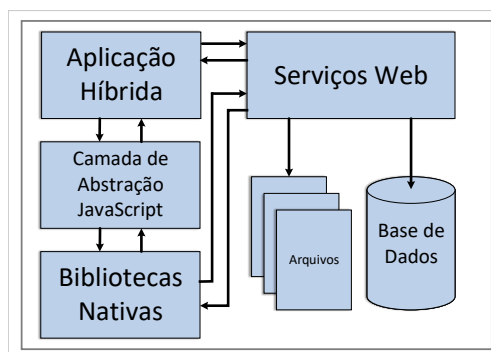 Aplicação
Híbrida
Serviços Web
Camada de
Abstração
JavaScript
Arquivos
Base de
Dados
Bibliotecas
Nativas